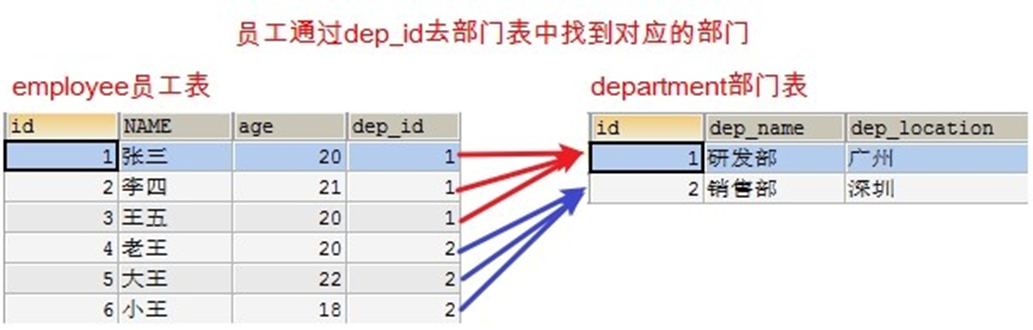 员工通过dep_id去部门表中找到对应的部门
employee员工表
department部门表
id NAME age dep_id
1 张三 20 1
2 李四 21 1
3 王五 20 1
4 老王 20 2
5 大王 22 2
6 小王 18 2
id dep_name dep_location
1 研发部 广州
2 销售部 深圳